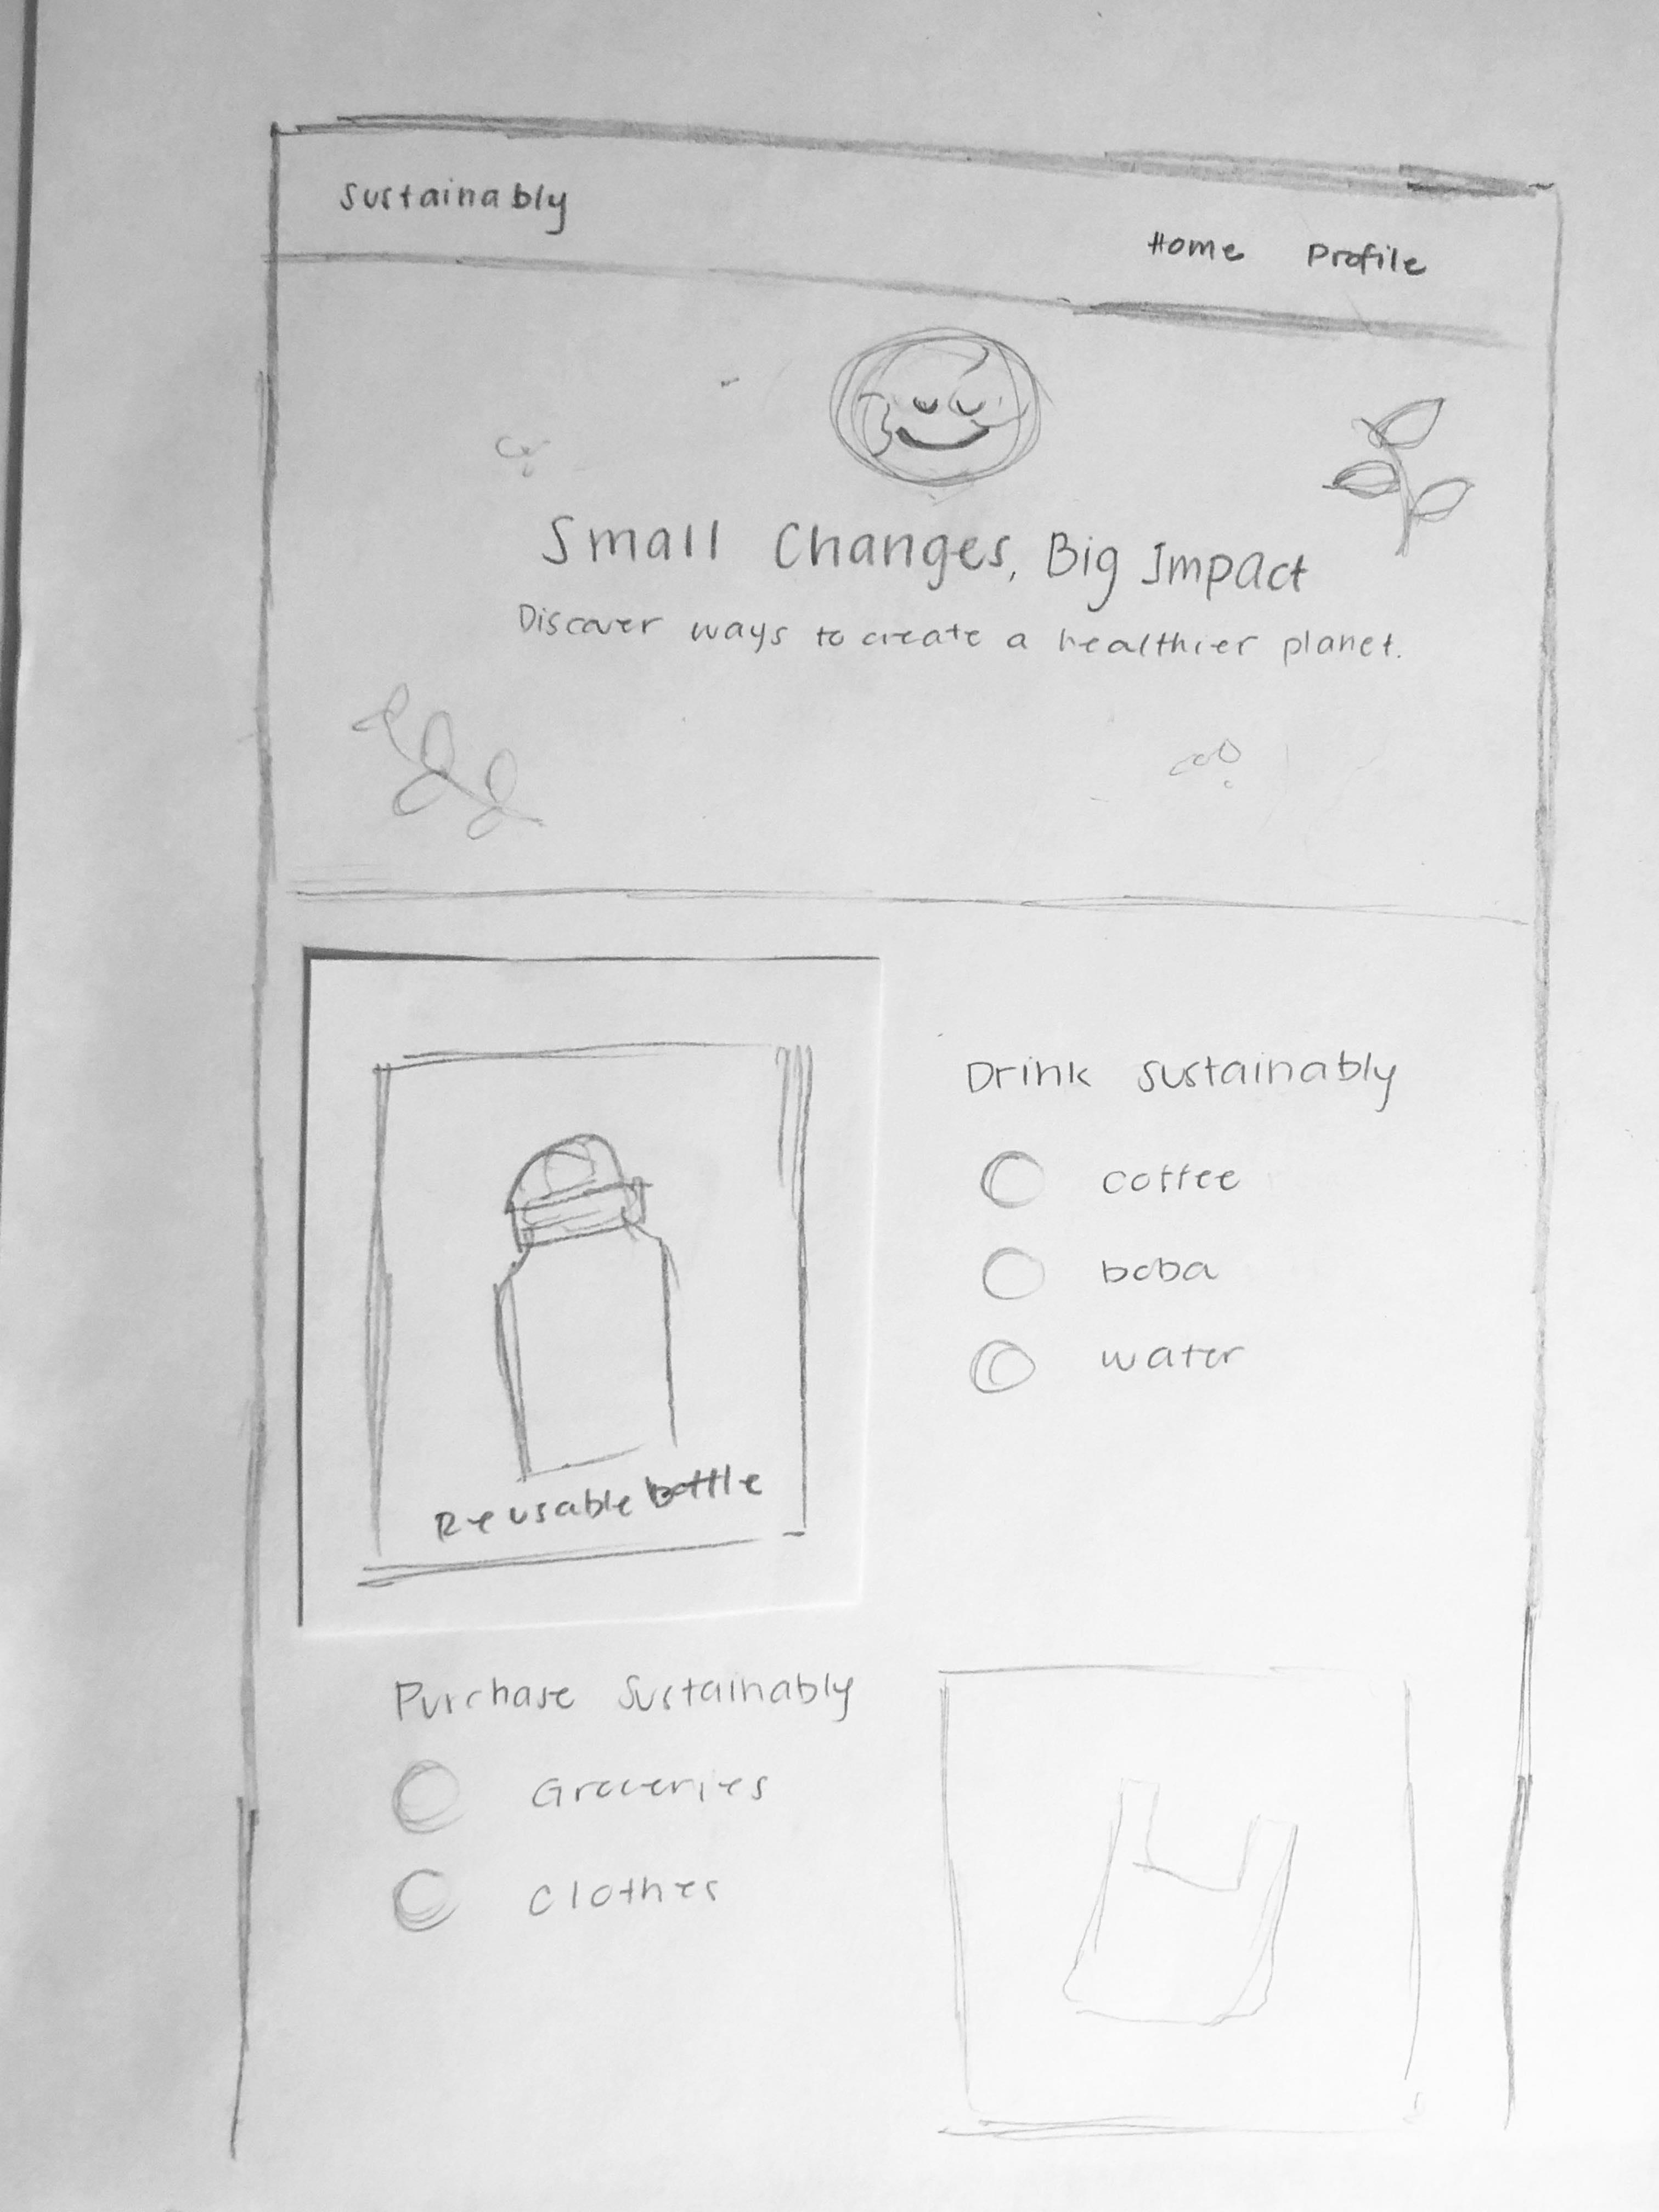 Sustainably
Home Profile
Small Changes, Big Impact
Discover ways to create a healthier planet.
Drink Sustainably
coffee
boba
water
Reusable bottle
Purchase Sustainably
Groceries
Clothes